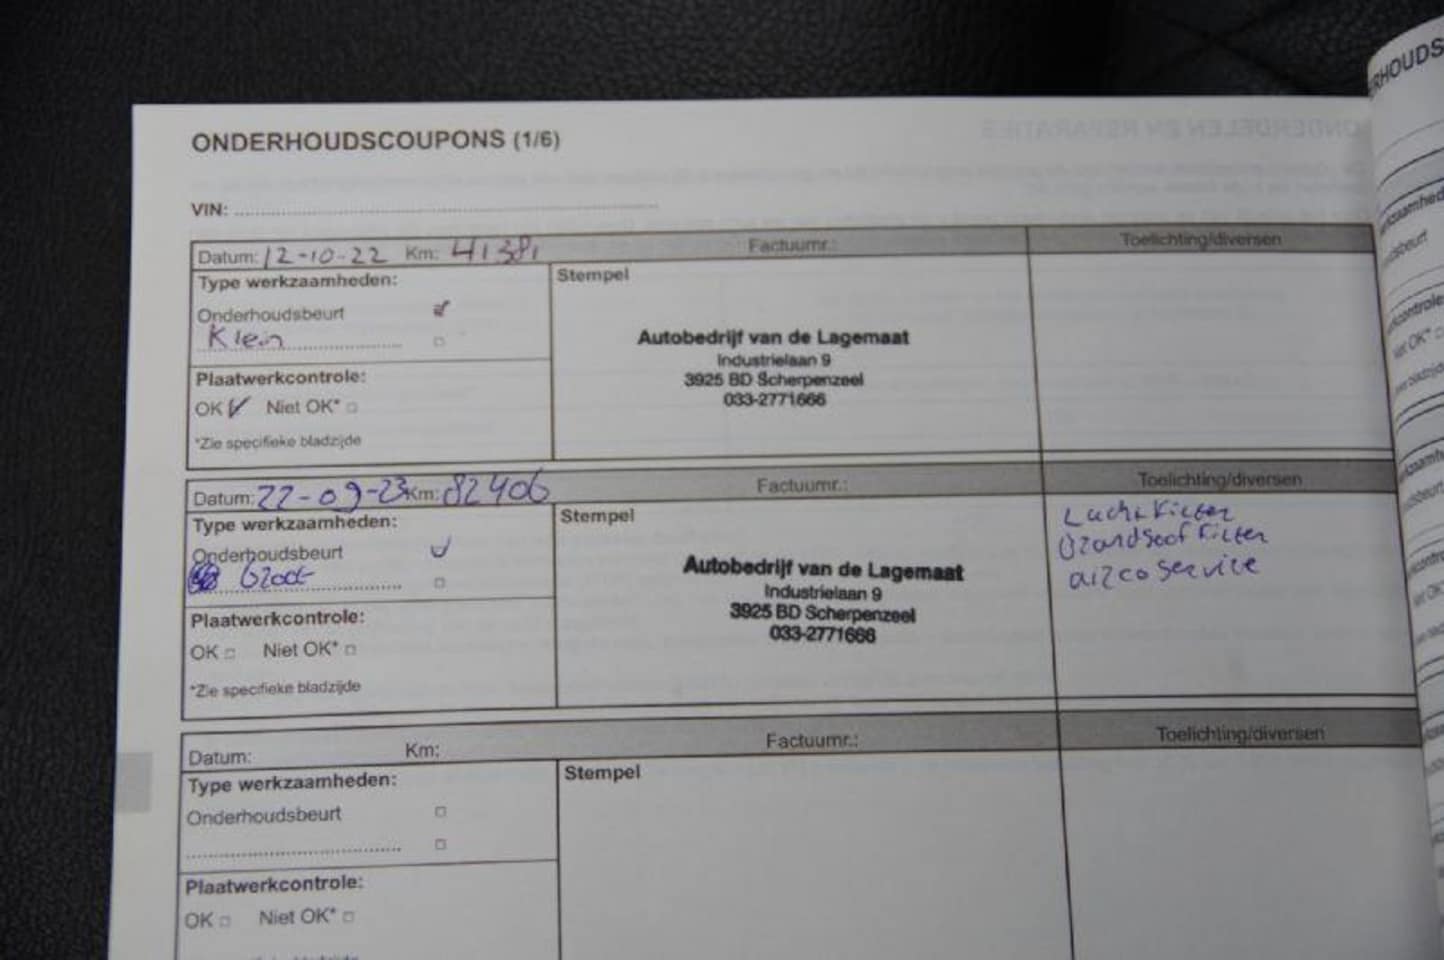 ONDERHOUDSCOUPONS (1/6)
VIN:
Datum: 12-10-22 Km: 41381 Factuurnr.: Toelichting/diversen
Type werkzaamheden: Stempel
Onderhoudsbeurt
Klein
Autobedrijf van de Lagemaat
Industrielaan 9
3925 BD Scherpenzeel
033-2771666
Plaatwerkcontrole:
OK Niet OK*
*Zie specifieke bladzijde
Datum: 22-09-23 Km: 82406 Factuurnr.: Toelichting/diversen
Type werkzaamheden: Stempel
Onderhoudsbeurt
Groot
Autobedrijf van de Lagemaat
Industrielaan 9
3925 BD Scherpenzeel
033-2771666
Lucht Filter
Brandstof Filter
airco service
Plaatwerkcontrole:
OK Niet OK*
*Zie specifieke bladzijde
Datum: Km: Factuurnr.: Toelichting/diversen
Type werkzaamheden: Stempel
Onderhoudsbeurt
Plaatwerkcontrole:
OK Niet OK*